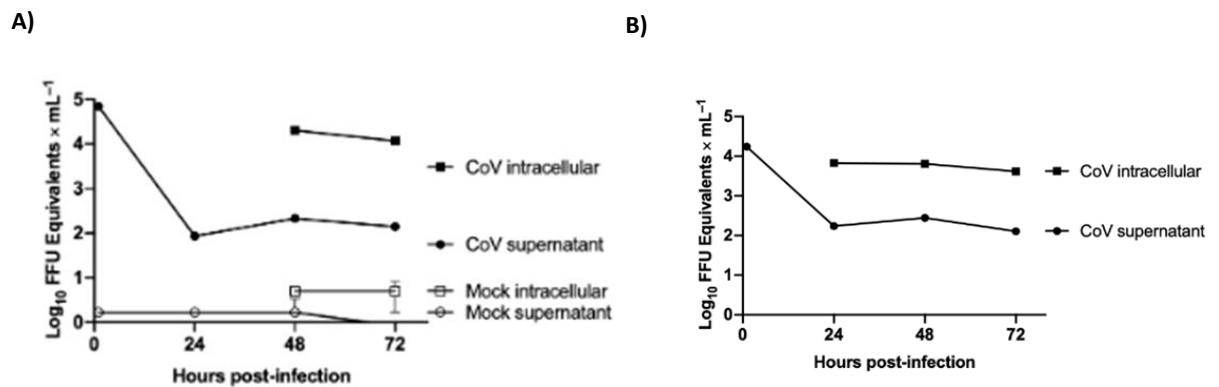 A)
Log₁₀ FFU Equivalents × mL⁻¹
5
4
3
2
1
0
0 24 48 72
Hours post-infection
CoV intracellular
CoV supernatant
Mock intracellular
Mock supernatant
B)
Log₁₀ FFU Equivalents × mL⁻¹
5
4
3
2
1
0
0 24 48 72
Hours post-infection
CoV intracellular
CoV supernatant